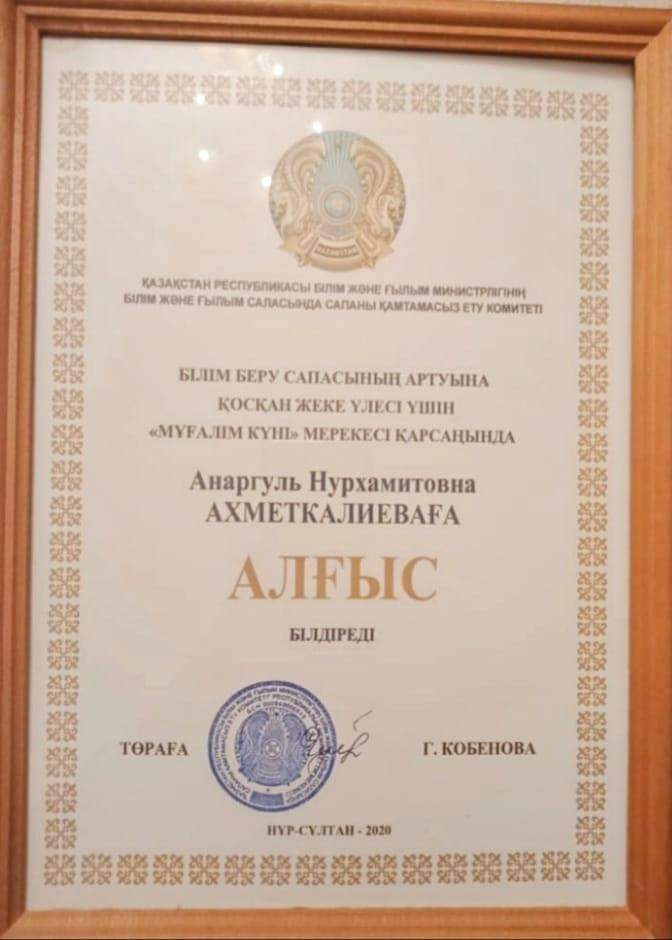 ҚАЗАҚСТАН
ҚАЗАҚСТАН РЕСПУБЛИКАСЫ БІЛІМ ЖӘНЕ ҒЫЛЫМ МИНИСТРЛІГІНІҢ
БІЛІМ ЖӘНЕ ҒЫЛЫМ САЛАСЫНДА САПАНЫ ҚАМТАМАСЫЗ ЕТУ КОМИТЕТІ
БІЛІМ БЕРУ САПАСЫНЫҢ АРТУЫНА
ҚОСҚАН ЖЕКЕ ҮЛЕСІ ҮШІН
«МҰҒАЛІМ КҮНІ» МЕРЕКЕСІ ҚАРСАҢЫНДА
Анаргуль Нурхамитовна
АХМЕТКАЛИЕВАҒА
АЛҒЫС
БІЛДІРЕДІ
ТӨРАҒА
Г. КОБЕНОВА
НҰР-СҰЛТАН - 2020